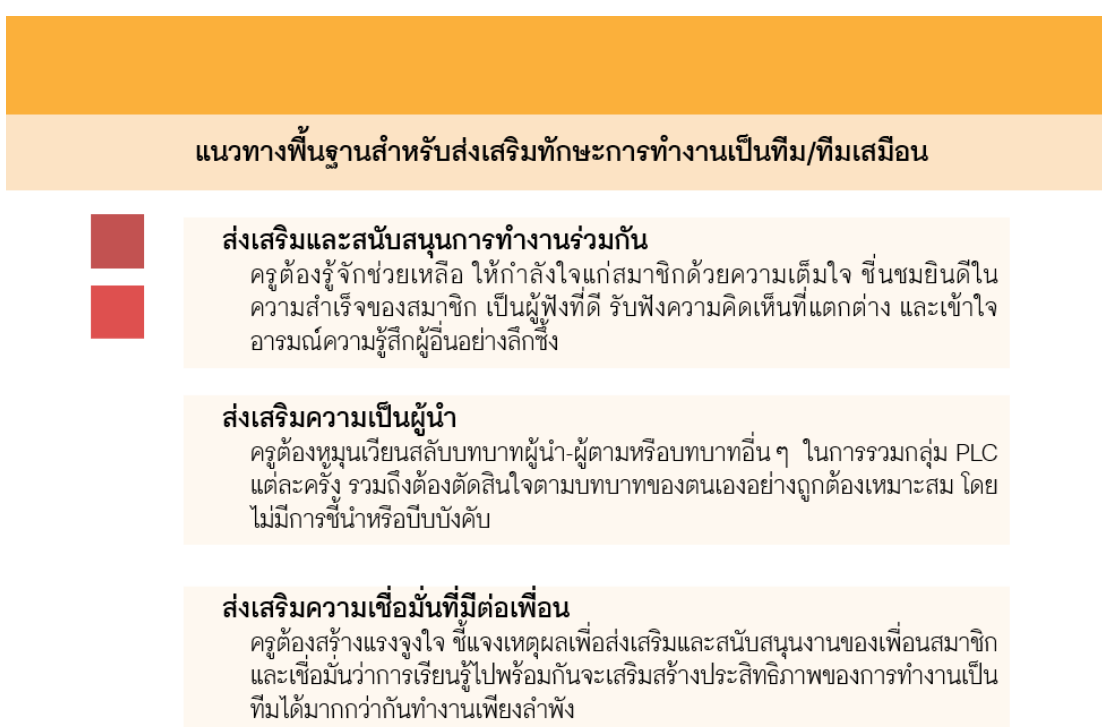 แนวทางพื้นฐานสำหรับส่งเสริมทักษะการทำงานเป็นทีม/ทีมเสมือน
ส่งเสริมและสนับสนุนการทำงานร่วมกัน
ครูต้องรู้จักช่วยเหลือ ให้กำลังใจแก่สมาชิกด้วยความเต็มใจ ชื่นชมยินดีใน
ความสำเร็จของสมาชิก เป็นผู้ฟังที่ดี รับฟังความคิดเห็นที่แตกต่าง และเข้าใจ
อารมณ์ความรู้สึกผู้อื่นอย่างลึกซึ้ง
ส่งเสริมความเป็นผู้นำ
ครูต้องหมุนเวียนสลับบทบาทผู้นำ-ผู้ตามหรือบทบาทอื่น ๆ ในการรวมกลุ่ม PLC
แต่ละครั้ง รวมถึงต้องตัดสินใจตามบทบาทของตนเองอย่างถูกต้องเหมาะสม โดย
ไม่มีการชี้นำหรือบีบบังคับ
ส่งเสริมความเชื่อมั่นที่มีต่อเพื่อน
ครูต้องสร้างแรงจูงใจ ชี้แจงเหตุผลเพื่อส่งเสริมและสนับสนุนงานของเพื่อนสมาชิก
และเชื่อมั่นว่าการเรียนรู้ไปพร้อมกันจะเสริมสร้างประสิทธิภาพของการทำงานเป็น
ทีมได้มากกว่ากันทำงานเพียงลำพัง